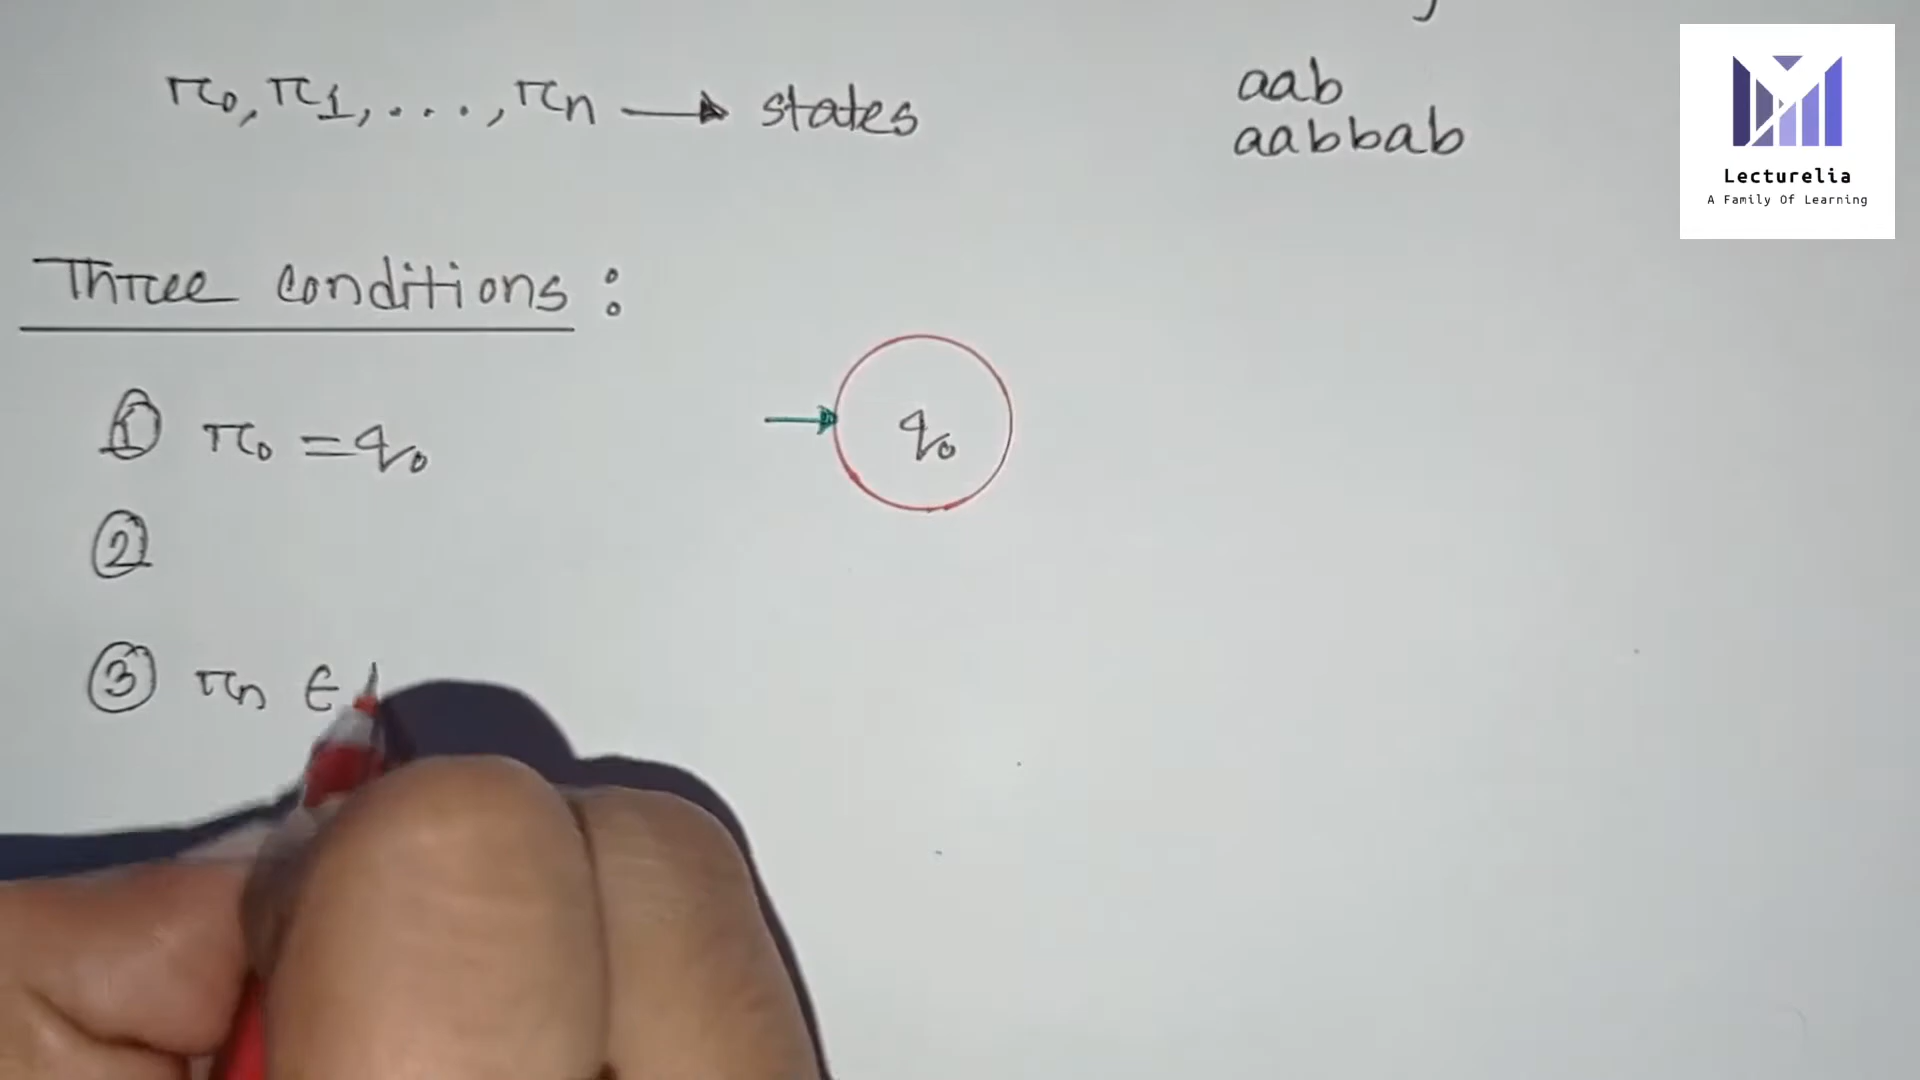 r₀, r₁, . . . , rₙ → states
aab
aabbab
Lecturelia
A Family Of Learning
Three conditions :
① r₀ = q₀
q₀
②
③ rₙ ∈